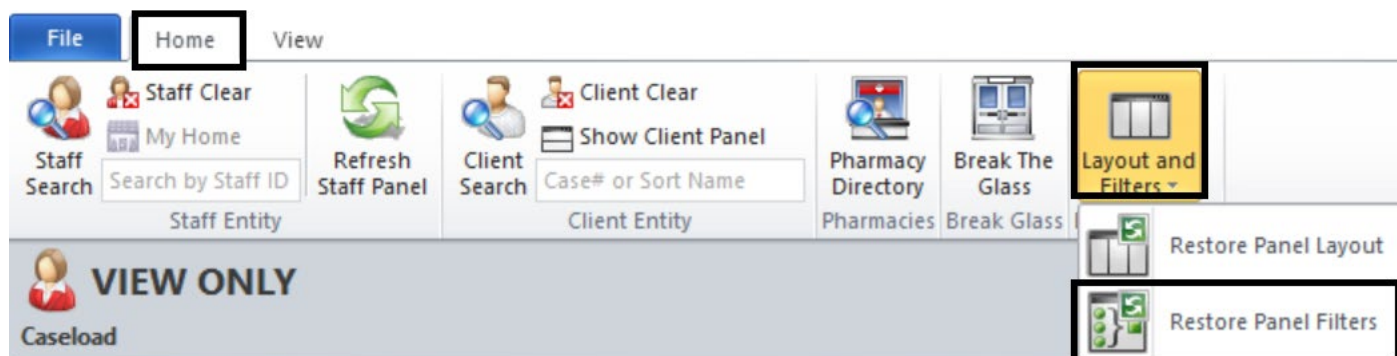 File Home View
Staff Search
Staff Clear
My Home
Search by Staff ID
Refresh Staff Panel
Staff Entity
Client Search
Client Clear
Show Client Panel
Case# or Sort Name
Client Entity
Pharmacy Directory
Pharmacies
Break The Glass
Break Glass
Layout and Filters
Restore Panel Layout
Restore Panel Filters
VIEW ONLY
Caseload